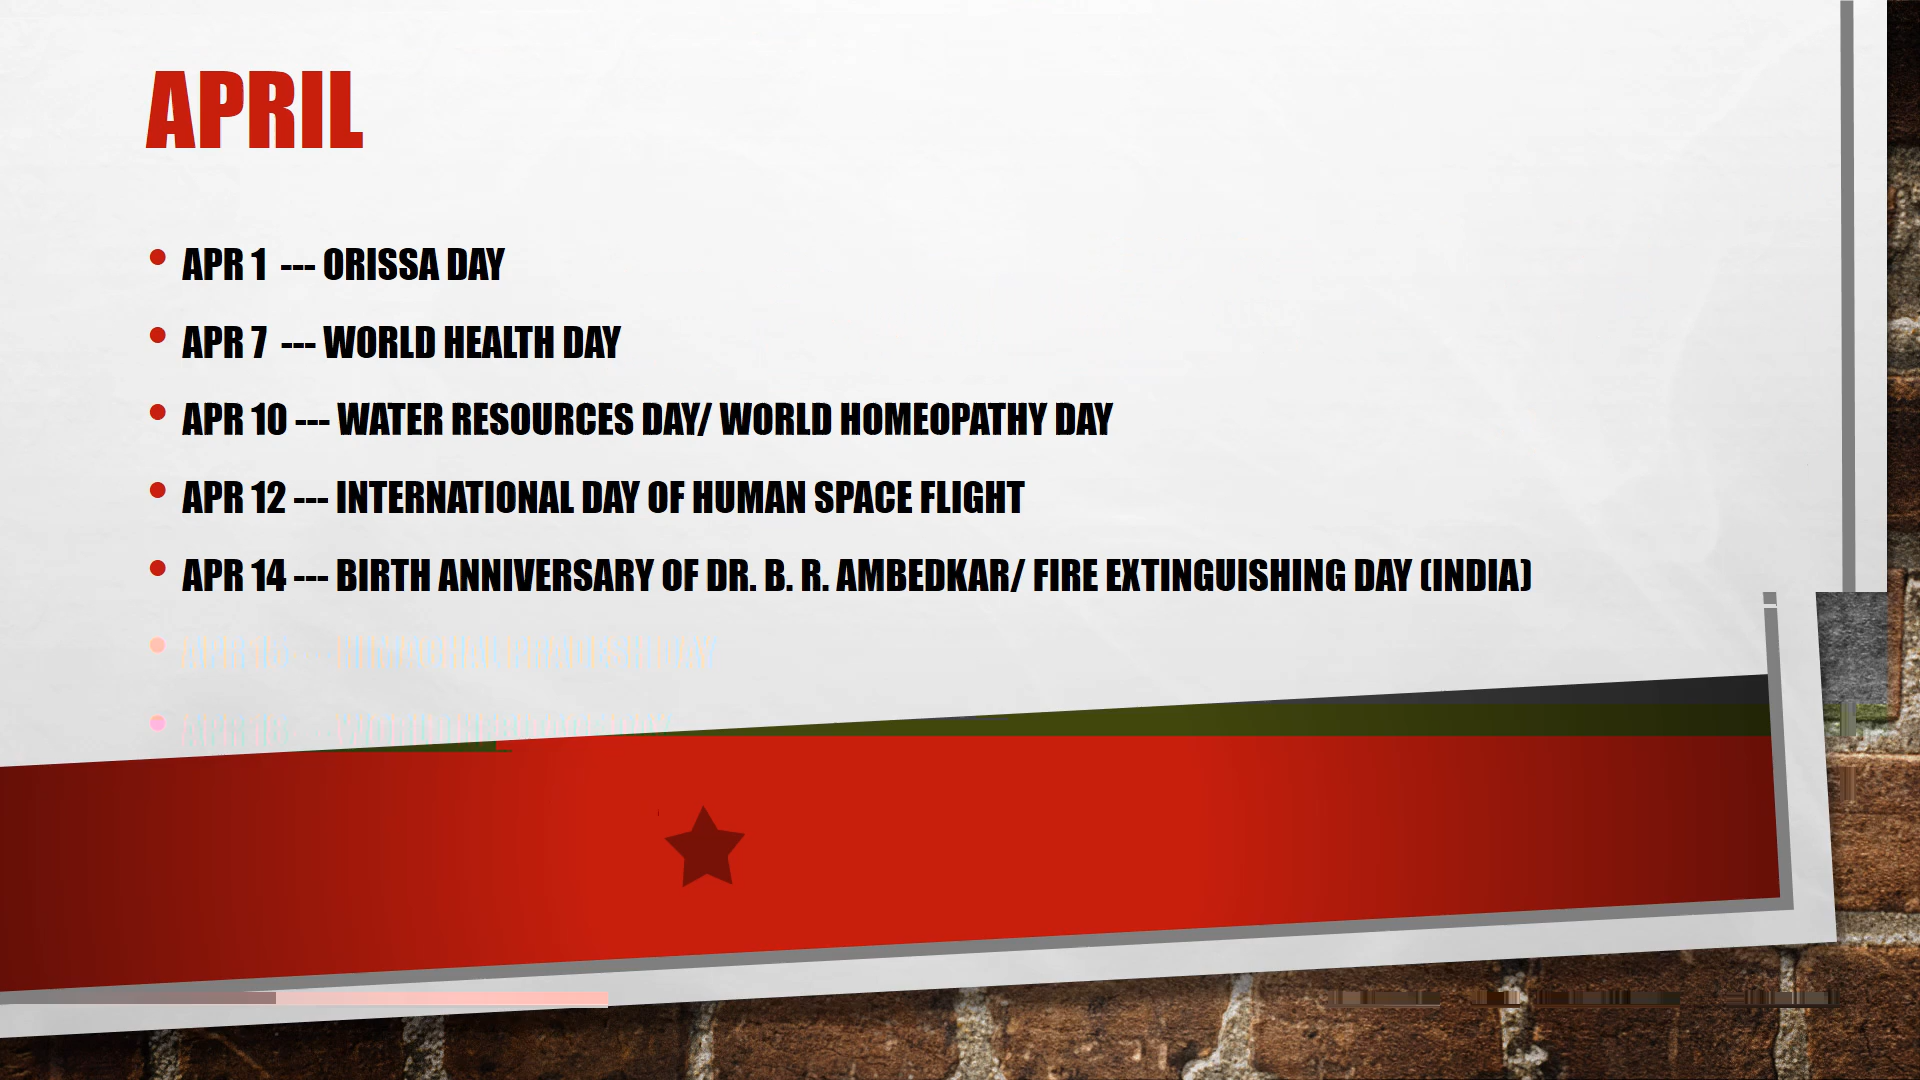 APRIL
APR 1 --- ORISSA DAY
APR 7 --- WORLD HEALTH DAY
APR 10 --- WATER RESOURCES DAY/ WORLD HOMEOPATHY DAY
APR 12 --- INTERNATIONAL DAY OF HUMAN SPACE FLIGHT
APR 14 --- BIRTH ANNIVERSARY OF DR. B. R. AMBEDKAR/ FIRE EXTINGUISHING DAY (INDIA)